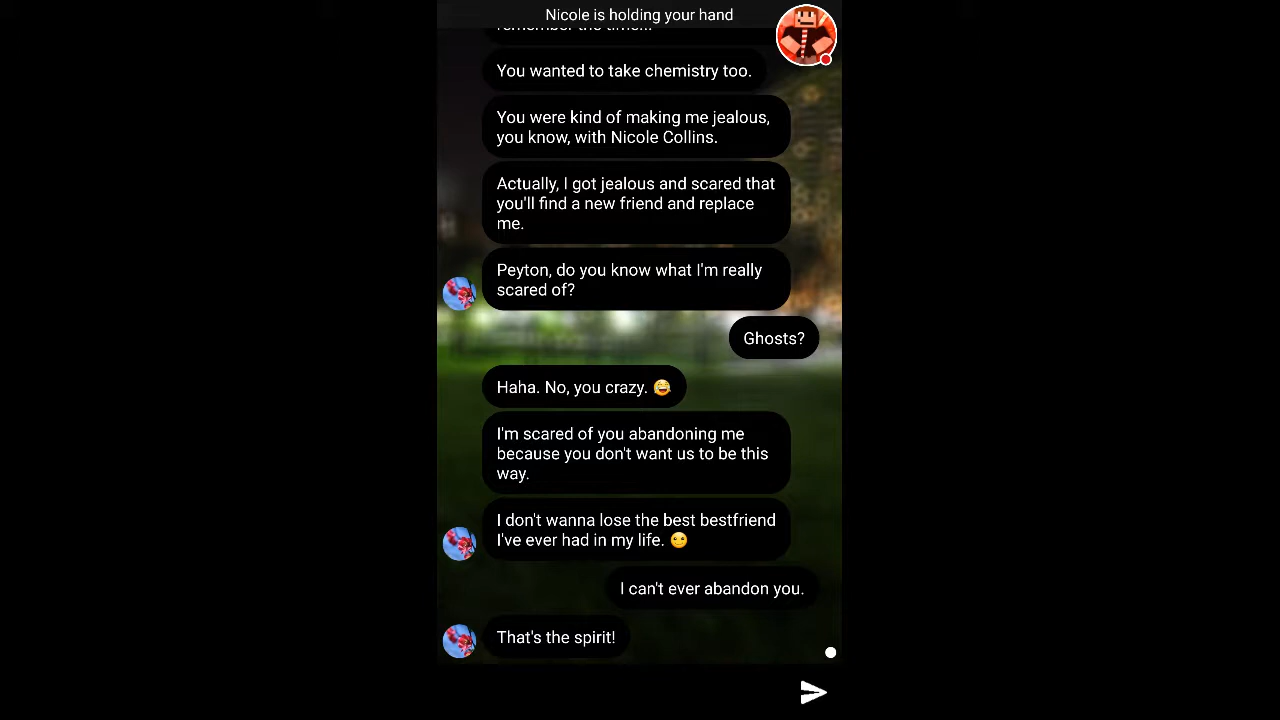 Nicole is holding your hand
remember the time...
You wanted to take chemistry too.
You were kind of making me jealous,
you know, with Nicole Collins.
Actually, I got jealous and scared that
you'll find a new friend and replace
me.
Peyton, do you know what I'm really
scared of?
Ghosts?
Haha. No, you crazy. 😂
I'm scared of you abandoning me
because you don't want us to be this
way.
I don't wanna lose the best bestfriend
I've ever had in my life. 🙂
I can't ever abandon you.
That's the spirit!